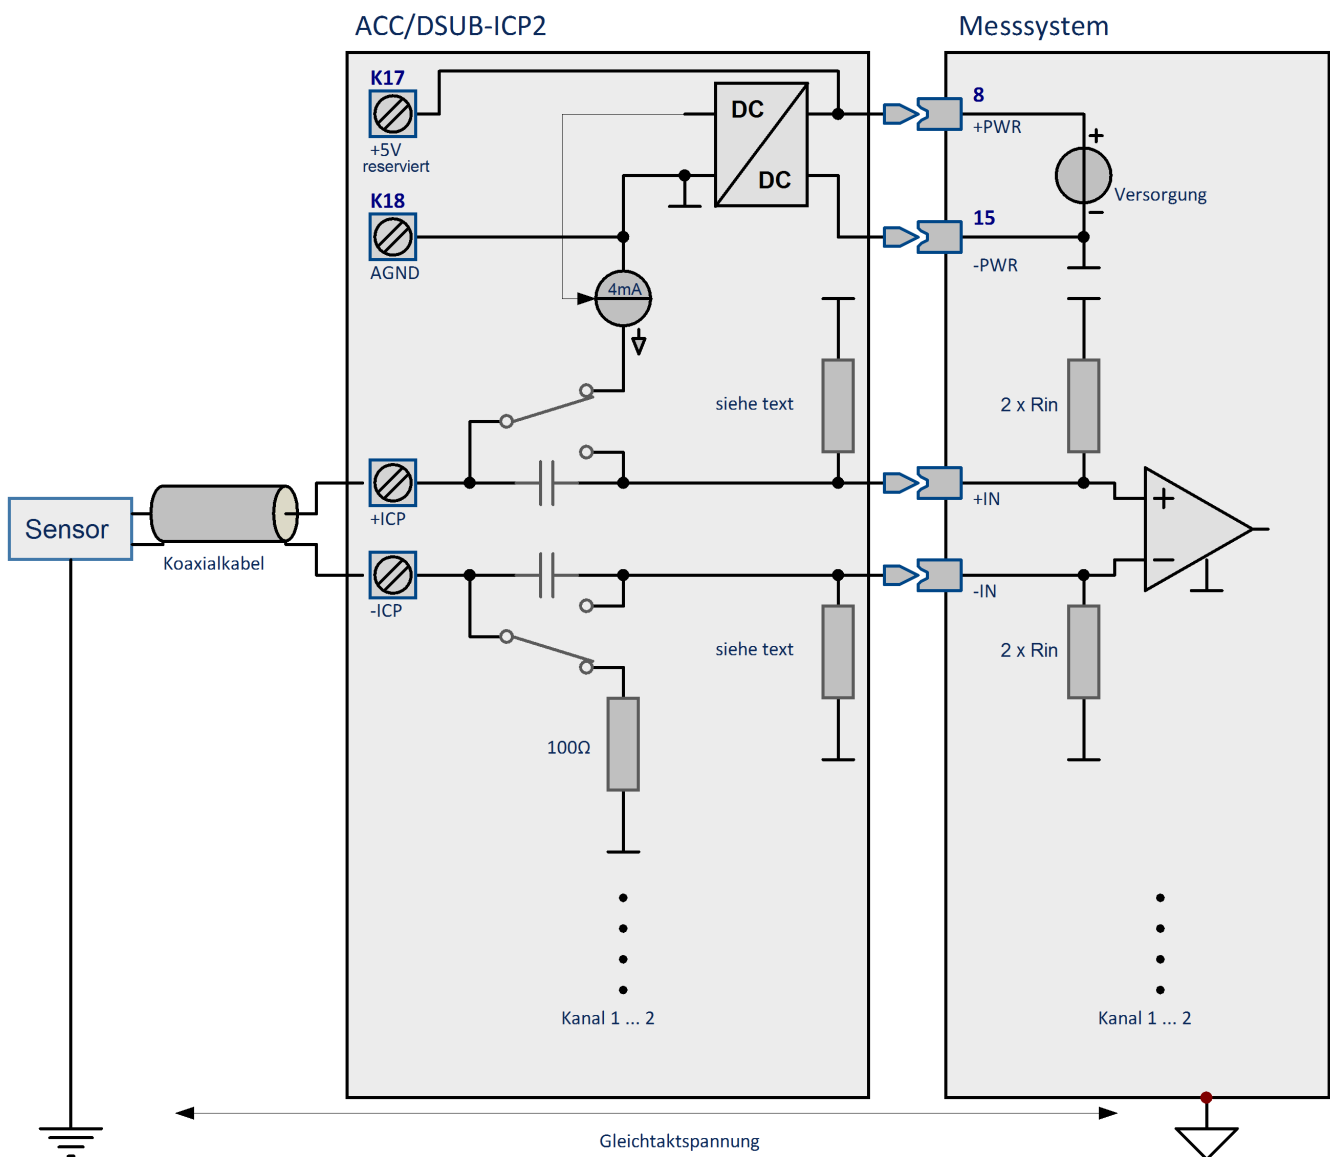 ACC/DSUB-ICP2
Messsystem
K17
+5V
reserviert
DC
DC
8
+PWR
+
Versorgung
–
K18
AGND
15
-PWR
4mA
siehe text
2 x Rin
+ICP
+IN
+
Sensor
Koaxialkabel
–
-ICP
-IN
siehe text
2 x Rin
100Ω
Kanal 1 ... 2
Kanal 1 ... 2
Gleichtaktspannung